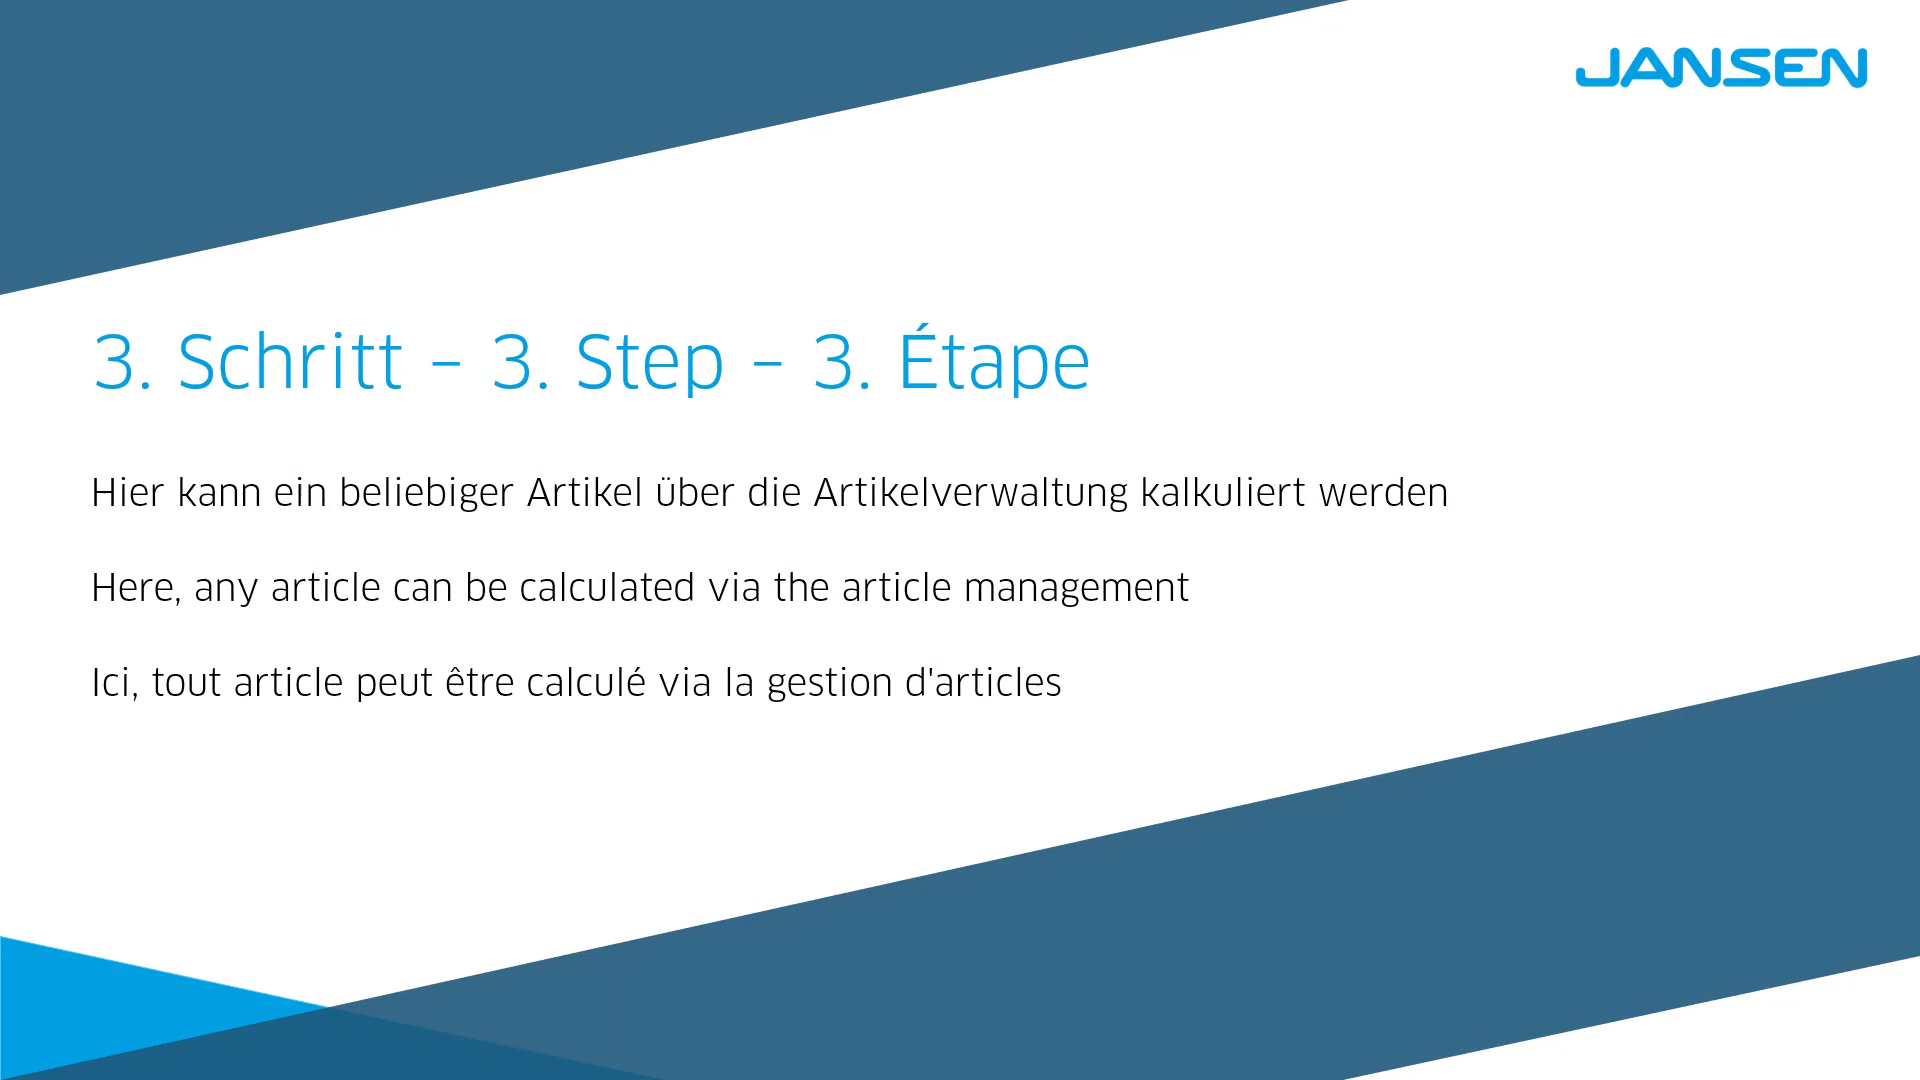 JANSEN
3. Schritt – 3. Step – 3. Étape
Hier kann ein beliebiger Artikel über die Artikelverwaltung kalkuliert werden
Here, any article can be calculated via the article management
Ici, tout article peut être calculé via la gestion d'articles